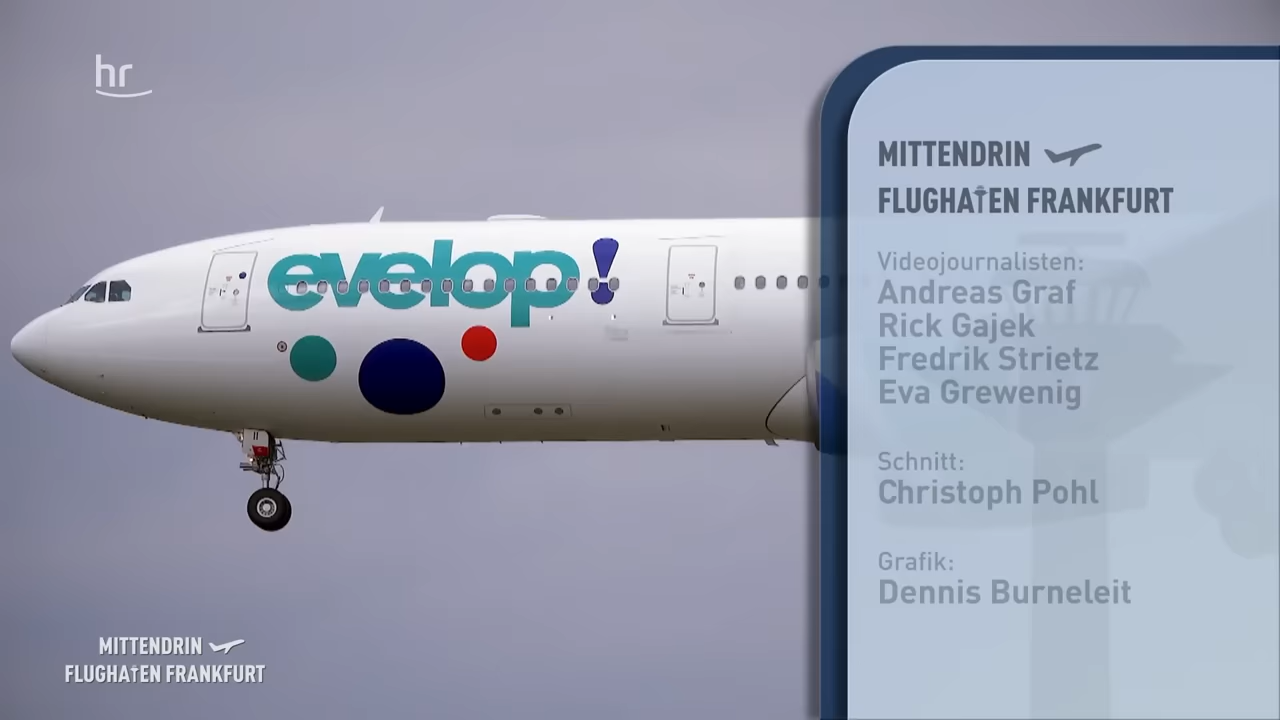 hr
evelop!
MITTENDRIN
FLUGHAFEN FRANKFURT
Videojournalisten:
Andreas Graf
Rick Gajek
Fredrik Strietz
Eva Grewenig
Schnitt:
Christoph Pohl
Grafik:
Dennis Burneleit
MITTENDRIN
FLUGHAFEN FRANKFURT